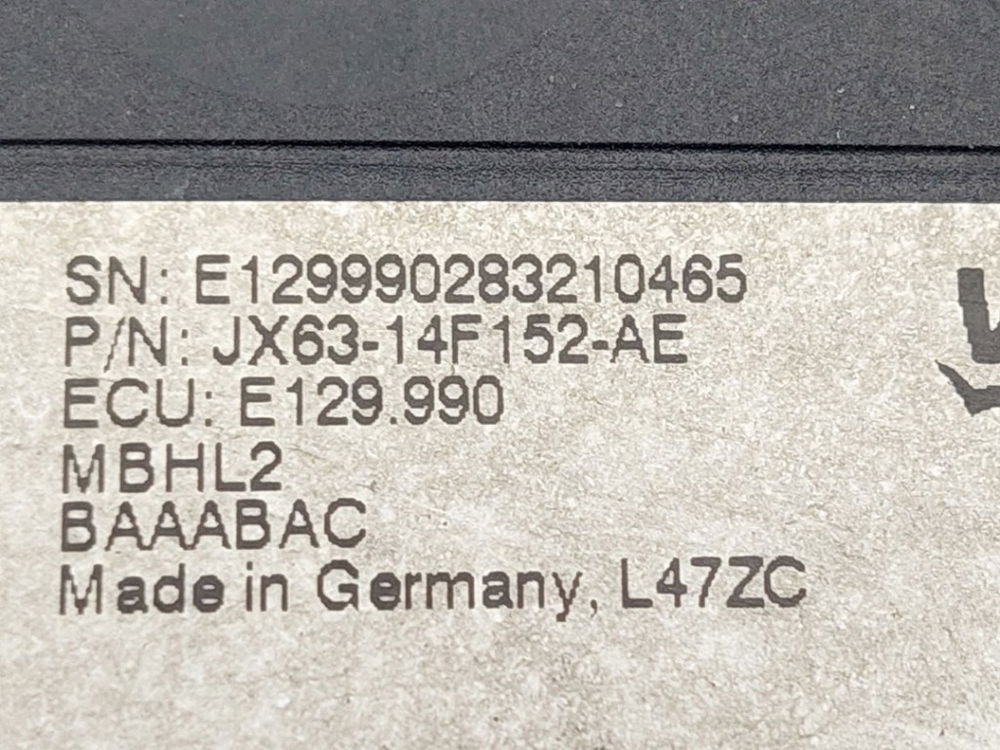 SN: E129990283210465
P/N: JX63-14F152-AE
ECU: E129.990
MBHL2
BAAABAC
Made in Germany, L47ZC